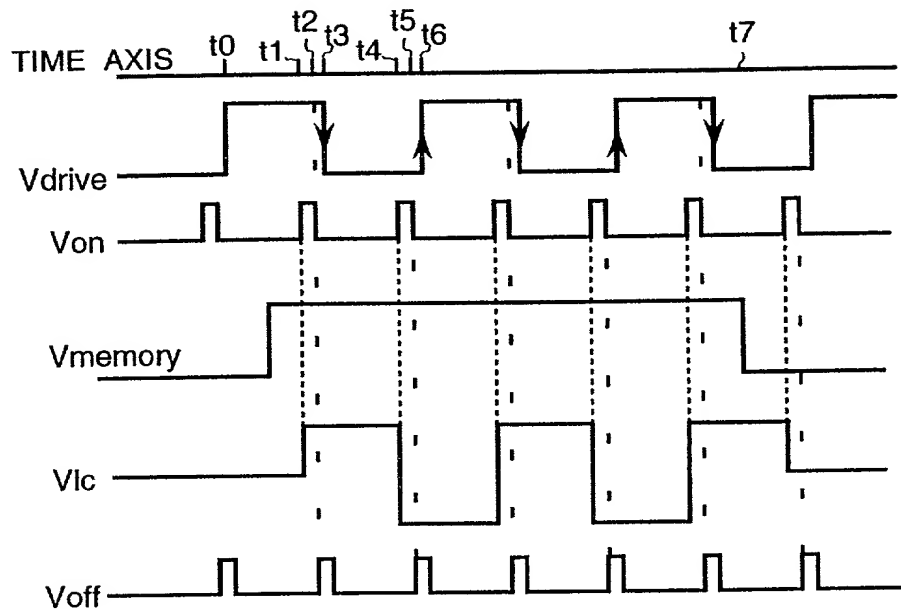 t0 t1 t2 t3 t4 t5 t6 t7
TIME AXIS
Vdrive
Von
Vmemory
Vlc
Voff